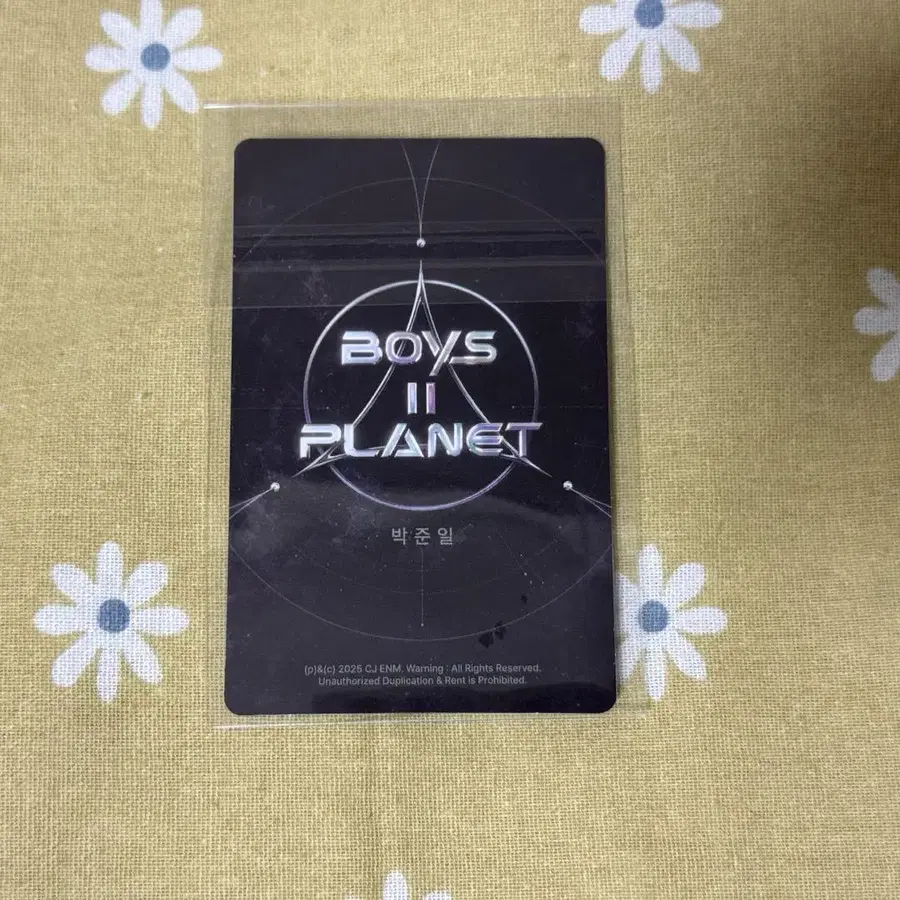 BOYS
II
PLANET
박준일
(p)&(c) 2025 CJ ENM. Warning : All Rights Reserved.
Unauthorized Duplication & Rent is Prohibited.